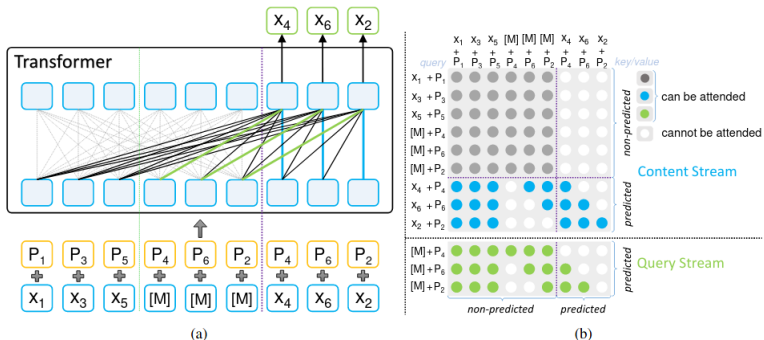 x4 x6 x2
Transformer
P1 P3 P5 P4 P6 P2 P4 P6 P2
x1 x3 x5 [M] [M] [M] x4 x6 x2
(a)
x1 x3 x5 [M] [M] [M] x4 x6 x2
+ + + + + + + + +
query P1 P3 P5 P4 P6 P2 P4 P6 P2 key/value
x1 + P1
x3 + P3
x5 + P5
[M] + P4
[M] + P6
[M] + P2
x4 + P4
x6 + P6
x2 + P2
[M] + P4
[M] + P6
[M] + P2
non-predicted
predicted
predicted
can be attended
cannot be attended
Content Stream
Query Stream
non-predicted predicted
(b)